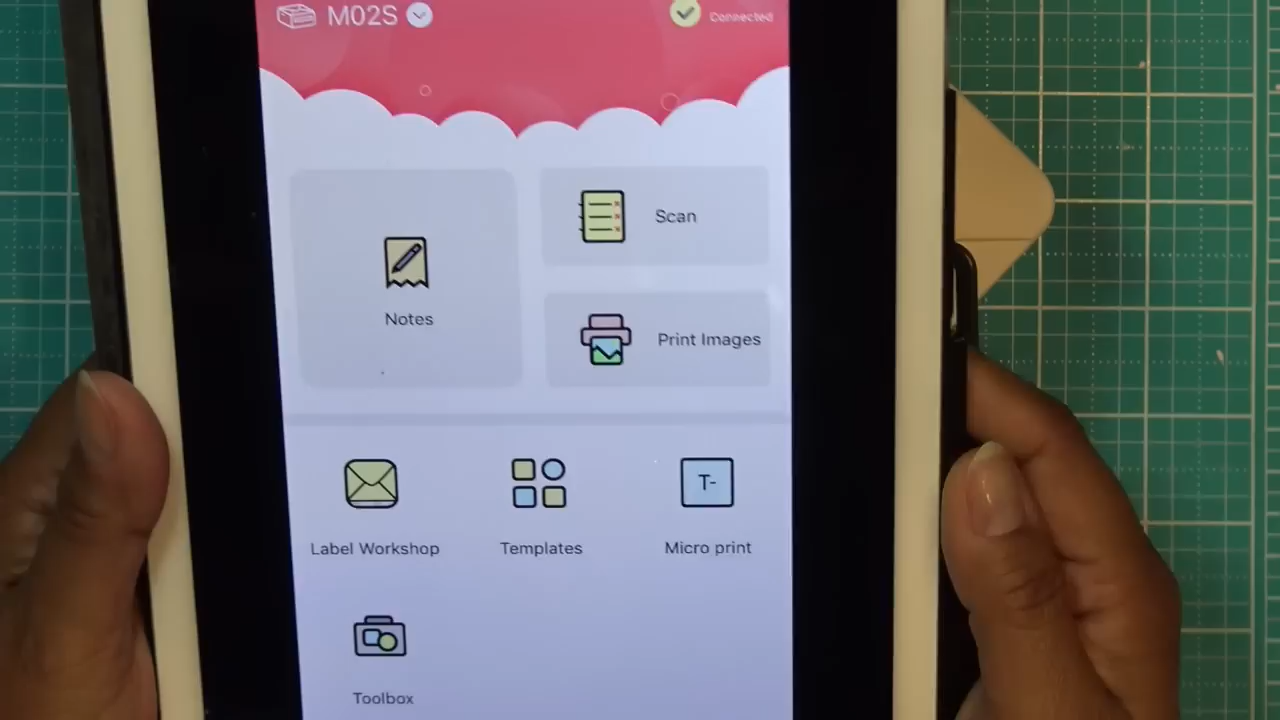 M02S
Connected
Scan
Notes
Print Images
T-
Label Workshop
Templates
Micro print
Toolbox